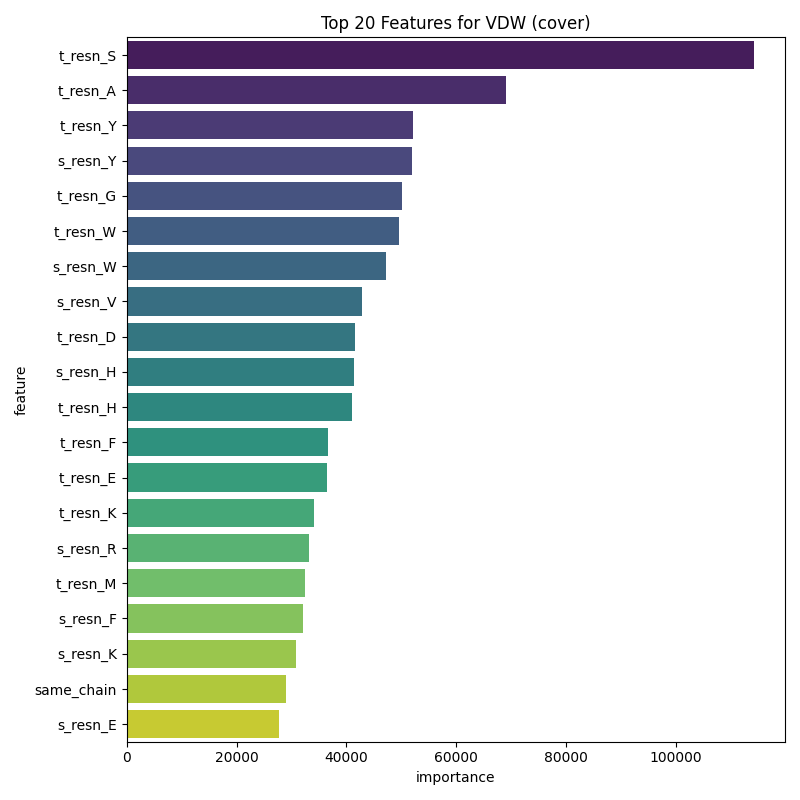 Top 20 Features for VDW (cover)
t_resn_S
t_resn_A
t_resn_Y
s_resn_Y
t_resn_G
t_resn_W
s_resn_W
s_resn_V
t_resn_D
s_resn_H
t_resn_H
t_resn_F
t_resn_E
t_resn_K
s_resn_R
t_resn_M
s_resn_F
s_resn_K
same_chain
s_resn_E
feature
0 20000 40000 60000 80000 100000
importance